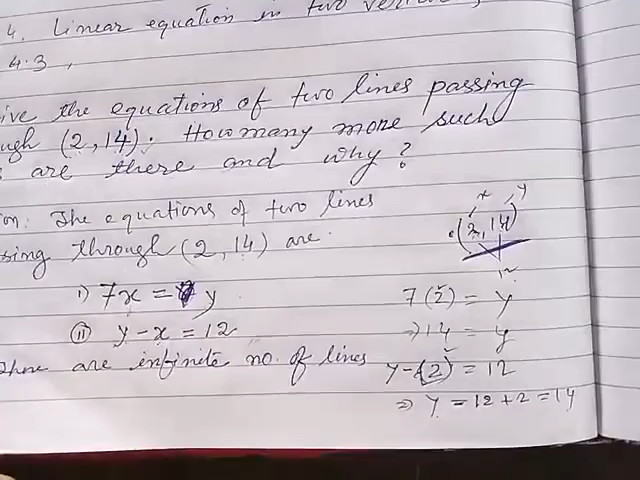 4. Linear equation in two
4.3,
ive the equations of two lines passing
ugh (2,14). How many more such
s are there and why?
on: The equations of two lines
sing through (2,14) are.
x y
(2,14)
12
i) 7x = y
7(2) = y
(ii) y-x = 12
⇒ 14 = y
There are infinite no. of lines
y-(2) = 12
⇒ y = 12+2 = 14